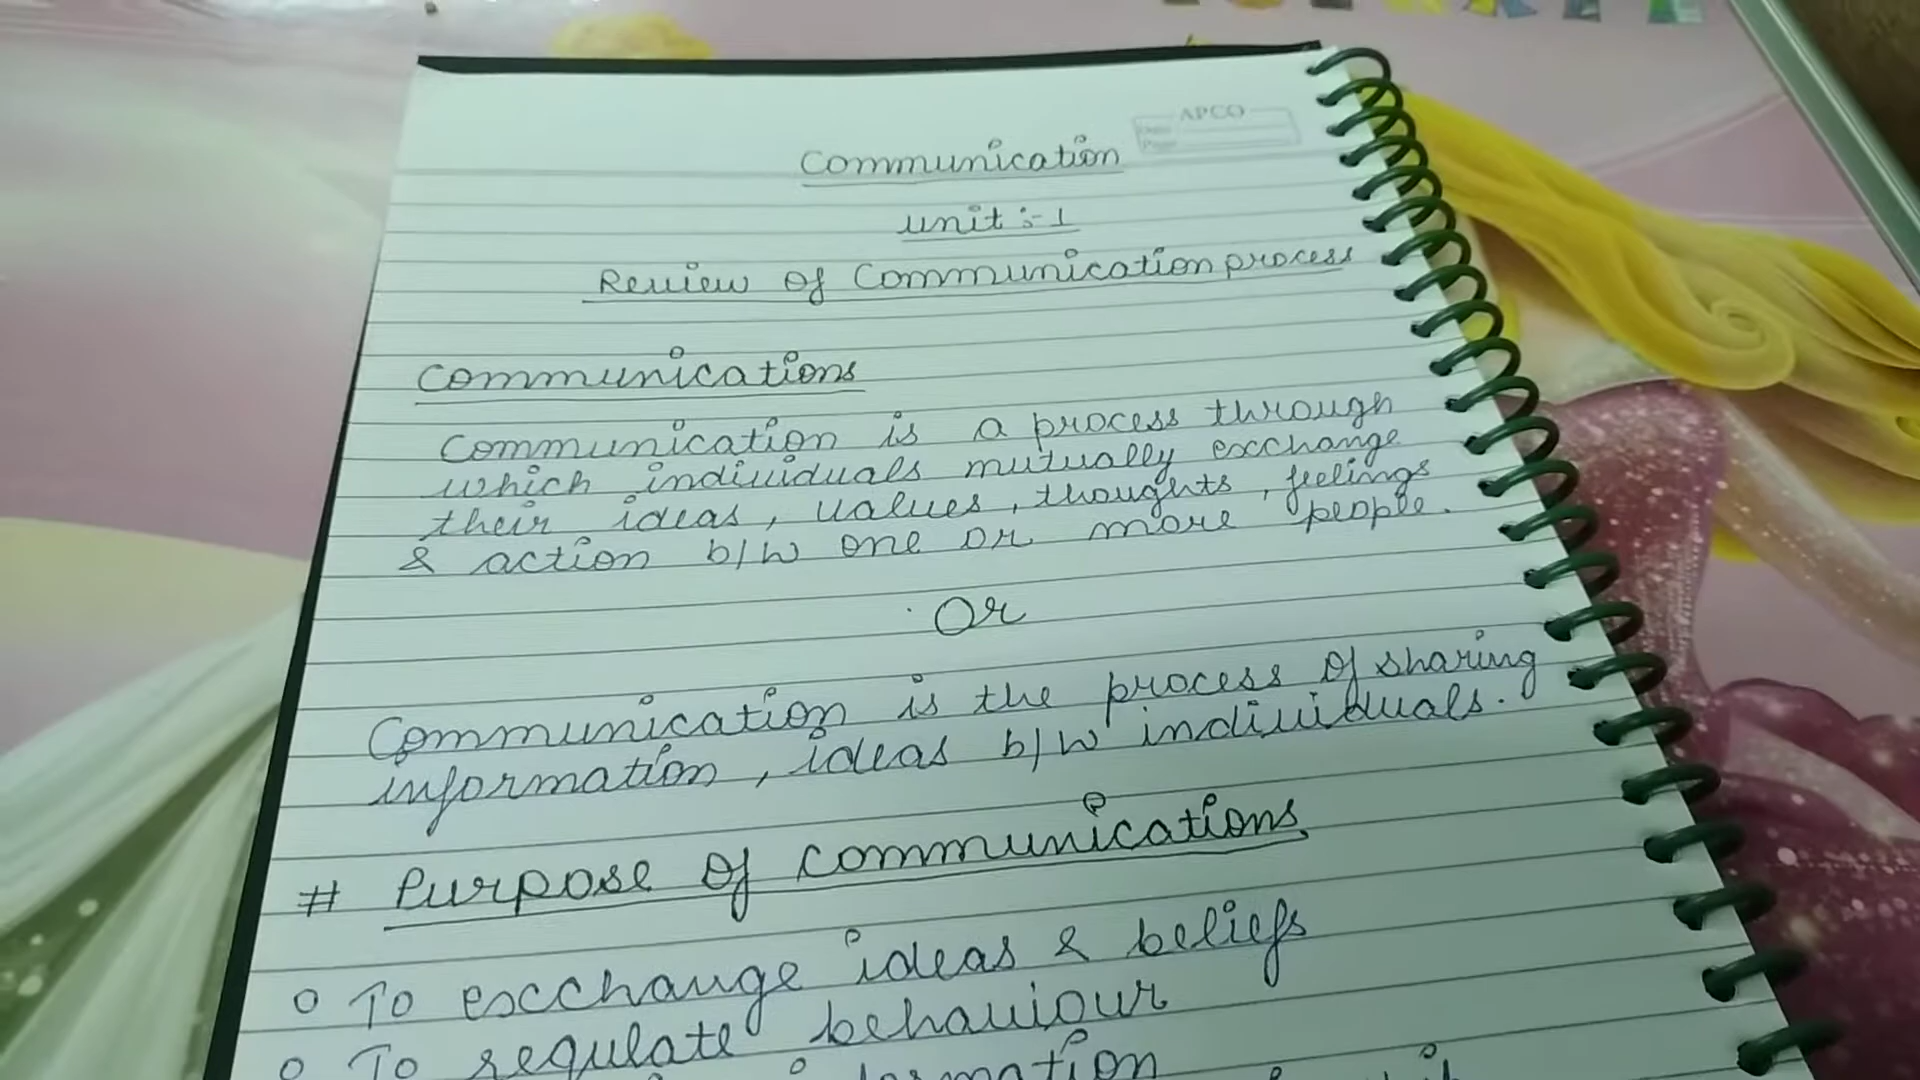 APCO
Communication
unit :- 1
Review of Communication process
Communications
Communication is a process through
which individuals mutually exchange
their ideas, values, thoughts, feelings
& action b/w one or more people.
Or
Communication is the process of sharing
information, ideas b/w individuals.
# Purpose of communications
o To exchange ideas & beliefs
o To regulate behaviour